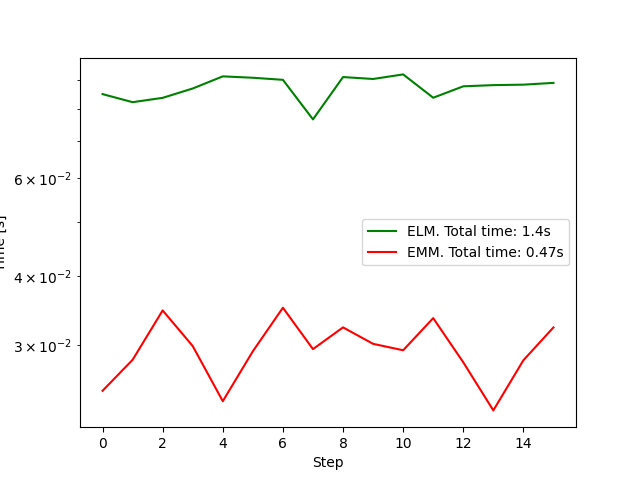 6 × 10⁻²
4 × 10⁻²
3 × 10⁻²
ELM. Total time: 1.4s
EMM. Total time: 0.47s
0 2 4 6 8 10 12 14
Step